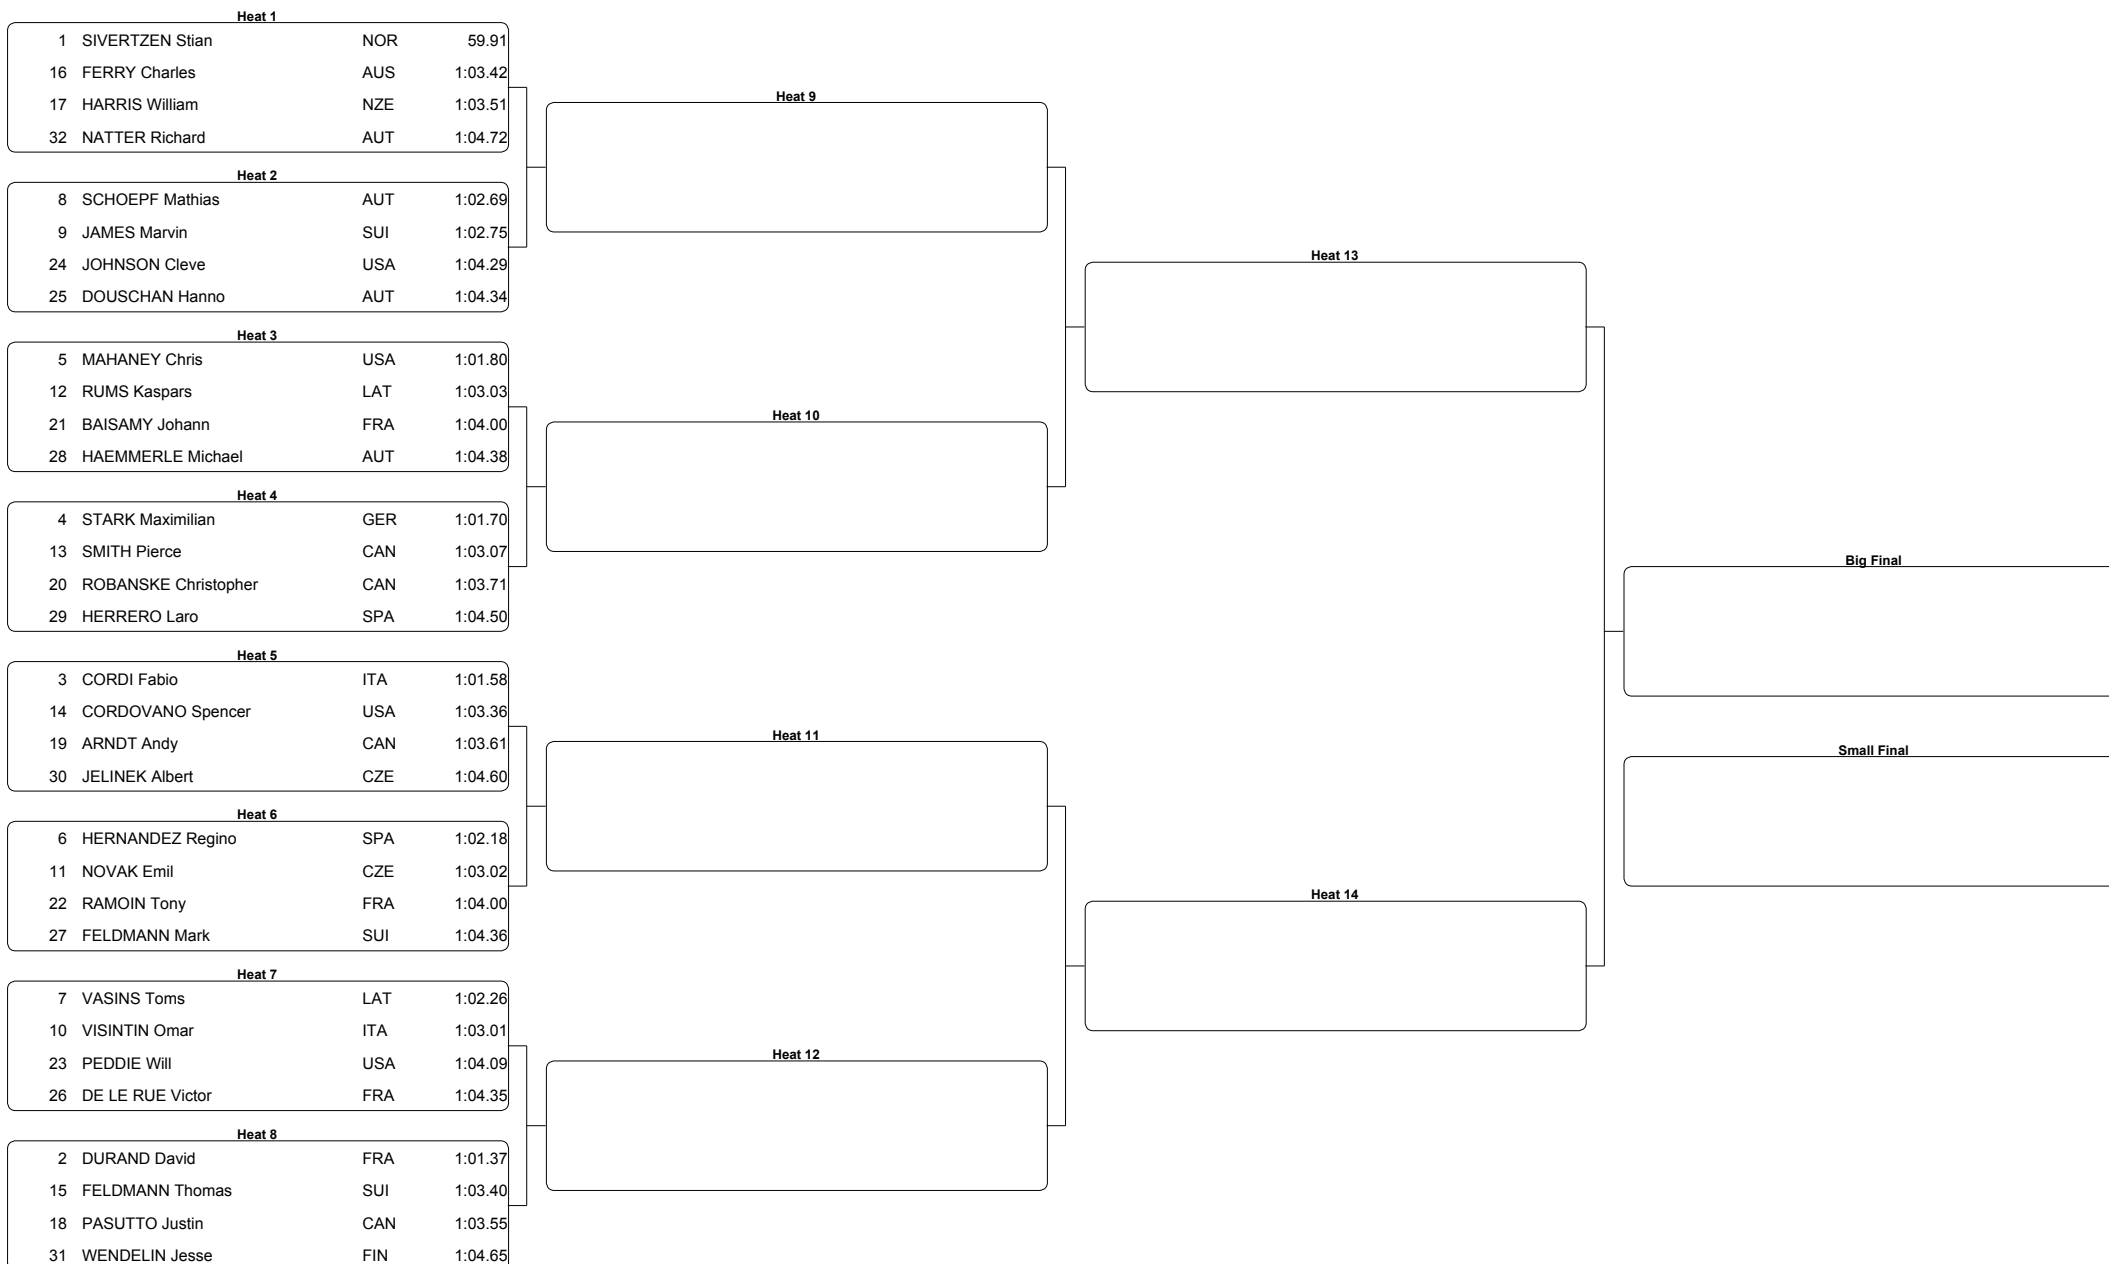 Heat 1
1 SIVERTZEN Stian NOR 59.91
16 FERRY Charles AUS 1:03.42
17 HARRIS William NZE 1:03.51
32 NATTER Richard AUT 1:04.72
Heat 2
8 SCHOEPF Mathias AUT 1:02.69
9 JAMES Marvin SUI 1:02.75
24 JOHNSON Cleve USA 1:04.29
25 DOUSCHAN Hanno AUT 1:04.34
Heat 3
5 MAHANEY Chris USA 1:01.80
12 RUMS Kaspars LAT 1:03.03
21 BAISAMY Johann FRA 1:04.00
28 HAEMMERLE Michael AUT 1:04.38
Heat 4
4 STARK Maximilian GER 1:01.70
13 SMITH Pierce CAN 1:03.07
20 ROBANSKE Christopher CAN 1:03.71
29 HERRERO Laro SPA 1:04.50
Heat 5
3 CORDI Fabio ITA 1:01.58
14 CORDOVANO Spencer USA 1:03.36
19 ARNDT Andy CAN 1:03.61
30 JELINEK Albert CZE 1:04.60
Heat 6
6 HERNANDEZ Regino SPA 1:02.18
11 NOVAK Emil CZE 1:03.02
22 RAMOIN Tony FRA 1:04.00
27 FELDMANN Mark SUI 1:04.36
Heat 7
7 VASINS Toms LAT 1:02.26
10 VISINTIN Omar ITA 1:03.01
23 PEDDIE Will USA 1:04.09
26 DE LE RUE Victor FRA 1:04.35
Heat 8
2 DURAND David FRA 1:01.37
15 FELDMANN Thomas SUI 1:03.40
18 PASUTTO Justin CAN 1:03.55
31 WENDELIN Jesse FIN 1:04.65
Heat 9
Heat 10
Heat 11
Heat 12
Heat 13
Heat 14
Big Final
Small Final